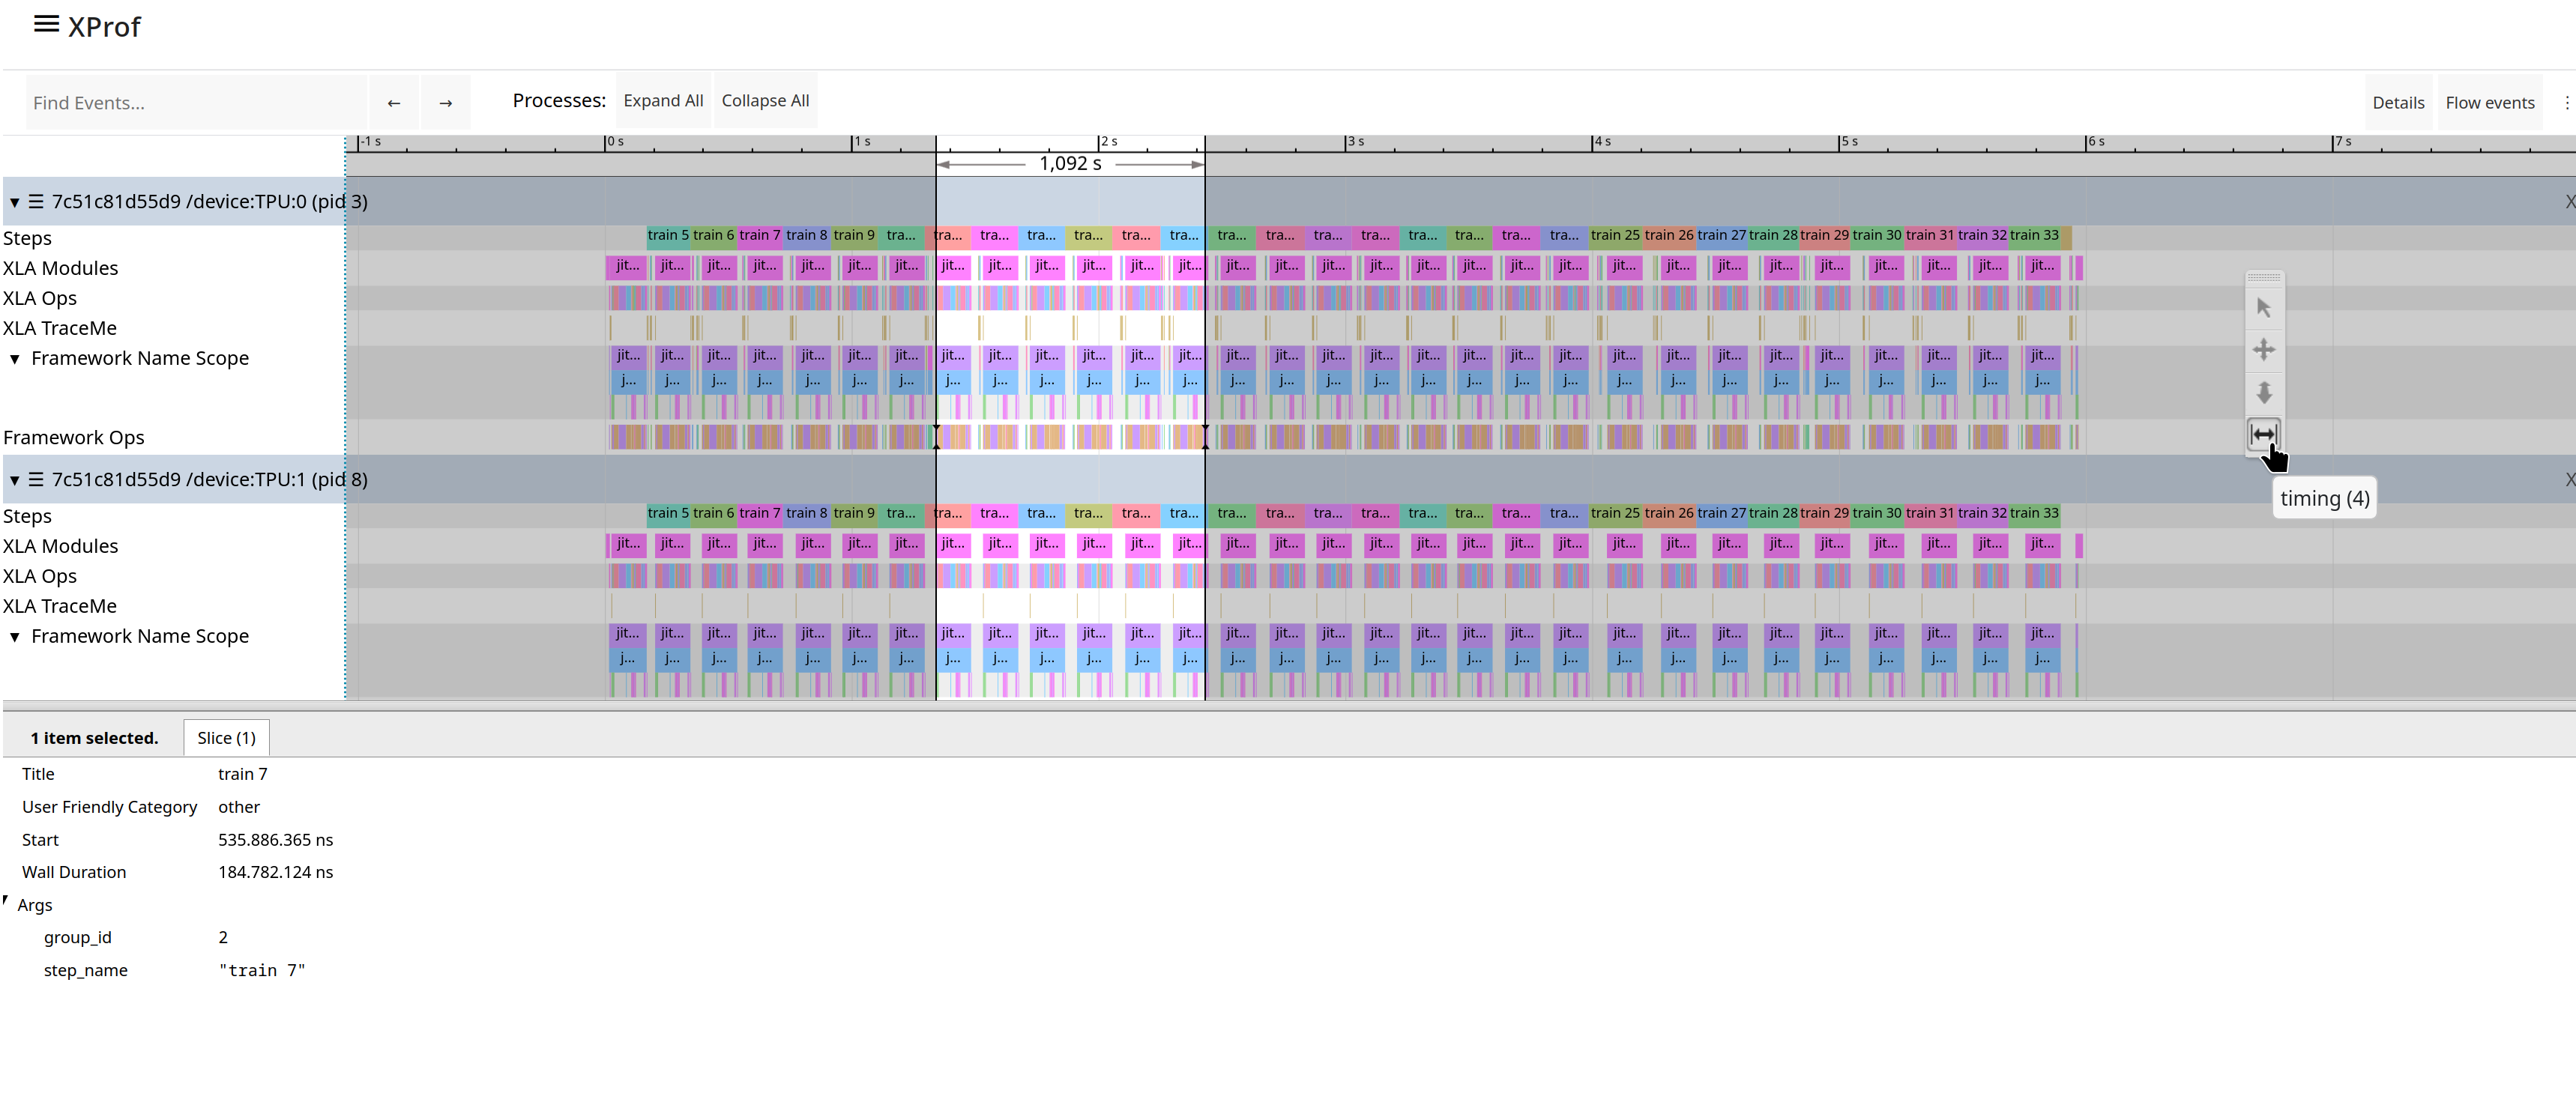 XProf
Find Events... ← → Processes: Expand All Collapse All Details Flow events
-1 s 0 s 1 s 2 s 3 s 4 s 5 s 6 s 7 s
1,092 s
7c51c81d55d9 /device:TPU:0 (pid 3) X
Steps train 5 train 6 train 7 train 8 train 9 tra... tra... tra... tra... tra... tra... tra... tra... tra... tra... tra... tra... tra... tra... tra... train 25 train 26 train 27 train 28 train 29 train 30 train 31 train 32 train 33
XLA Modules jit... jit... jit... jit... jit... jit... jit... jit... jit... jit... jit... jit... jit... jit... jit... jit... jit... jit... jit... jit... jit... jit... jit... jit... jit... jit... jit... jit... jit... jit...
XLA Ops
XLA TraceMe
Framework Name Scope jit... jit... jit... jit... jit... jit... jit... jit... jit... jit... jit... jit... jit... jit... jit... jit... jit... jit... jit... jit... jit... jit... jit... jit... jit... jit... jit... jit... jit... jit...
j... j... j... j... j... j... j... j... j... j... j... j... j... j... j... j... j... j... j... j... j... j... j... j... j... j... j... j... j... j...
Framework Ops
7c51c81d55d9 /device:TPU:1 (pid 8) X
timing (4)
Steps train 5 train 6 train 7 train 8 train 9 tra... tra... tra... tra... tra... tra... tra... tra... tra... tra... tra... tra... tra... tra... tra... train 25 train 26 train 27 train 28 train 29 train 30 train 31 train 32 train 33
XLA Modules jit... jit... jit... jit... jit... jit... jit... jit... jit... jit... jit... jit... jit... jit... jit... jit... jit... jit... jit... jit... jit... jit... jit... jit... jit... jit... jit... jit... jit... jit...
XLA Ops
XLA TraceMe
Framework Name Scope jit... jit... jit... jit... jit... jit... jit... jit... jit... jit... jit... jit... jit... jit... jit... jit... jit... jit... jit... jit... jit... jit... jit... jit... jit... jit... jit... jit... jit... jit...
j... j... j... j... j... j... j... j... j... j... j... j... j... j... j... j... j... j... j... j... j... j... j... j... j... j... j... j... j... j...
1 item selected. Slice (1)
Title train 7
User Friendly Category other
Start 535.886.365 ns
Wall Duration 184.782.124 ns
Args
group_id 2
step_name "train 7"